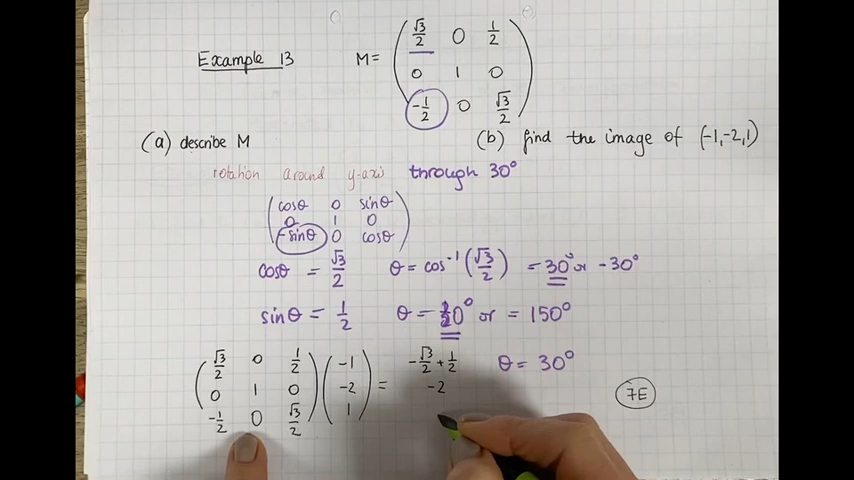 Example 13 M = (√3/2 0 1/2
0 1 0
-1/2 0 √3/2)
(a) describe M (b) find the image of (-1,-2,1)
rotation around y-axis through 30°
(cosθ 0 sinθ
0 1 0
-sinθ 0 cosθ)
cosθ = √3/2 θ = cos⁻¹(√3/2) = 30° or -30°
sinθ = 1/2 θ = 0° or = 150°
(√3/2 0 1/2) (-1) = -√3/2 + 1/2 θ = 30°
(0 1 0) (-2) -2 7E
(-1/2 0 √3/2) (1)